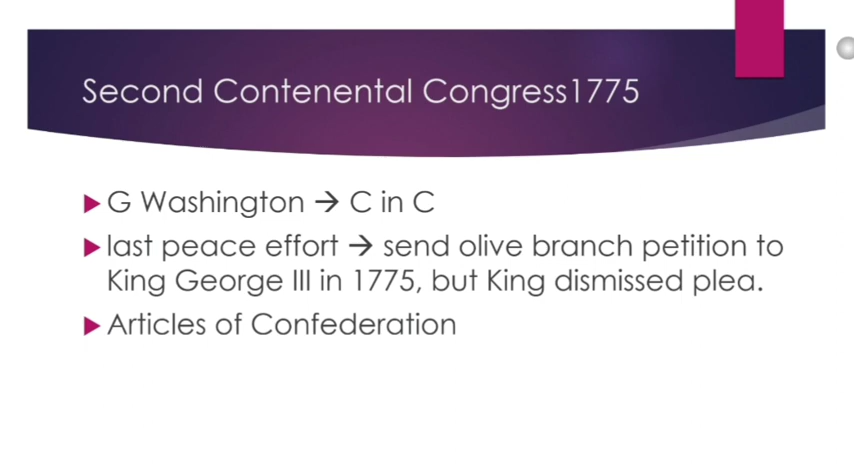 Second Contenental Congress1775
G Washington → C in C
last peace effort → send olive branch petition to
King George III in 1775, but King dismissed plea.
Articles of Confederation